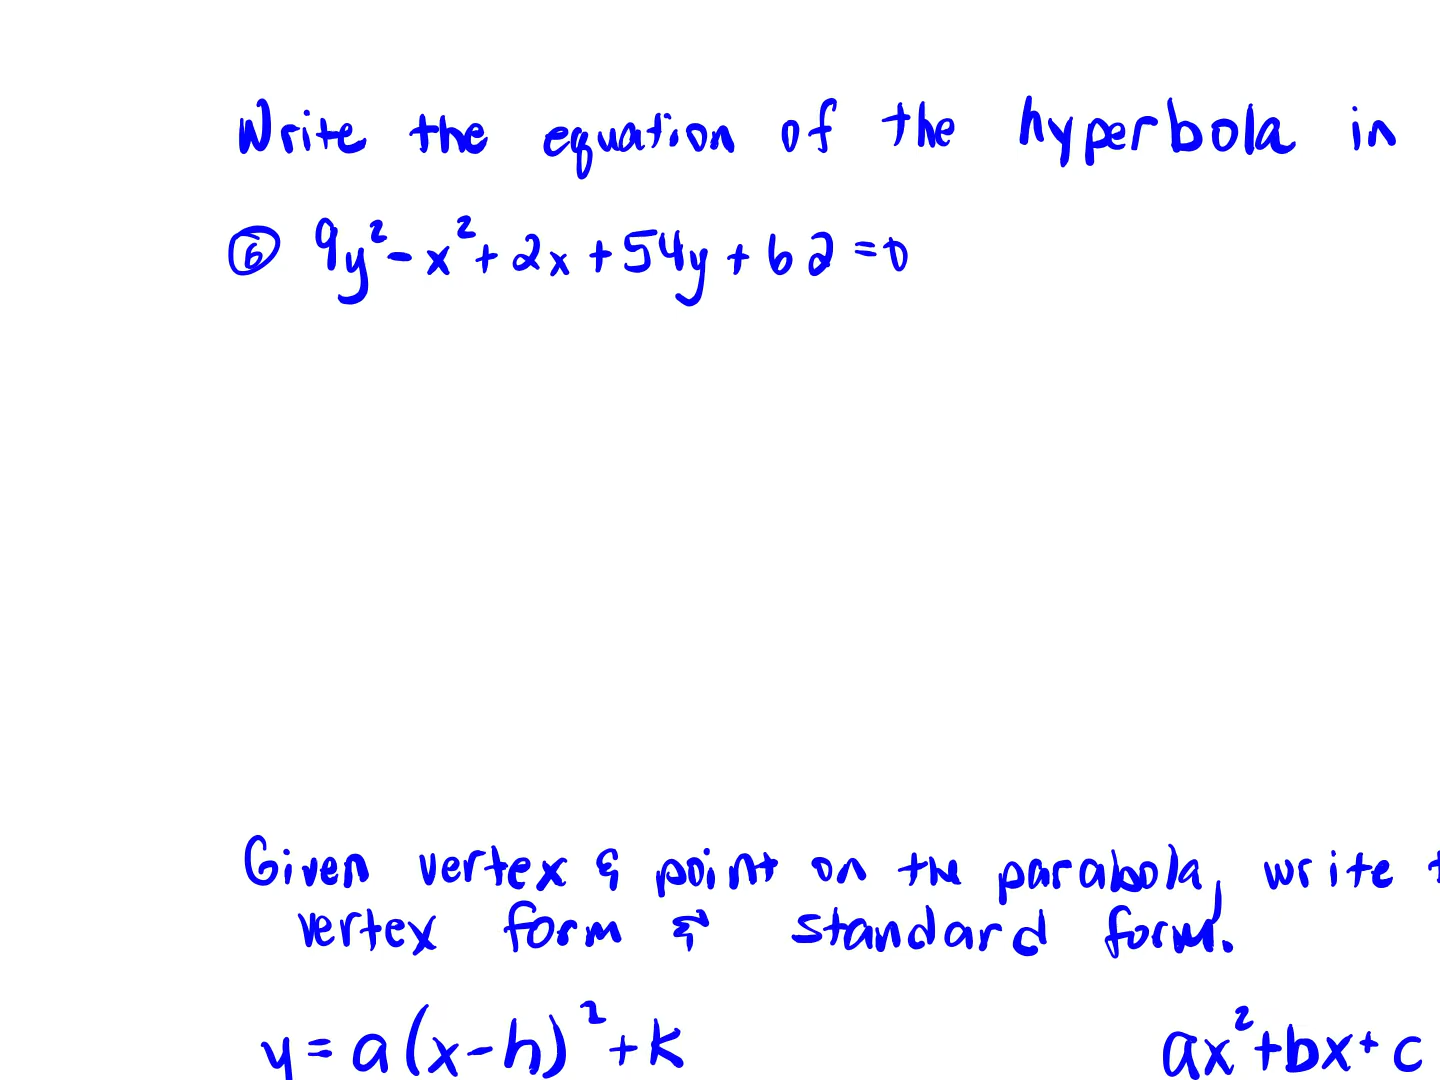 Write the equation of the hyperbola in
⑥ 9y² - x² + 2x + 54y + 62 = 0
Given vertex & point on the parabola, write t
vertex form & standard form.
y = a(x-h)² + k
ax² + bx + c